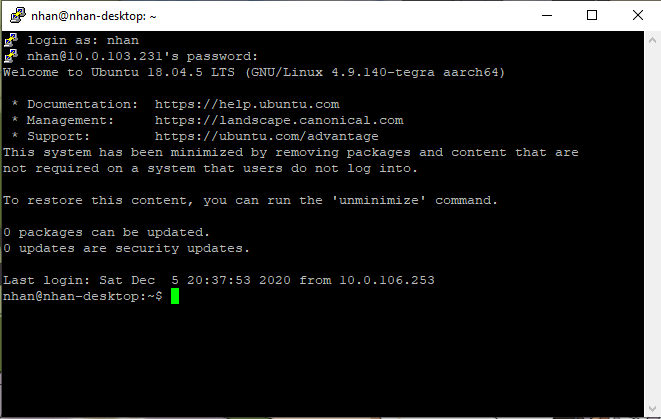 nhan@nhan-desktop: ~
login as: nhan
nhan@10.0.103.231's password:
Welcome to Ubuntu 18.04.5 LTS (GNU/Linux 4.9.140-tegra aarch64)
* Documentation:  https://help.ubuntu.com
* Management:     https://landscape.canonical.com
* Support:        https://ubuntu.com/advantage
This system has been minimized by removing packages and content that are
not required on a system that users do not log into.
To restore this content, you can run the 'unminimize' command.
0 packages can be updated.
0 updates are security updates.
Last login: Sat Dec  5 20:37:53 2020 from 10.0.106.253
nhan@nhan-desktop:~$